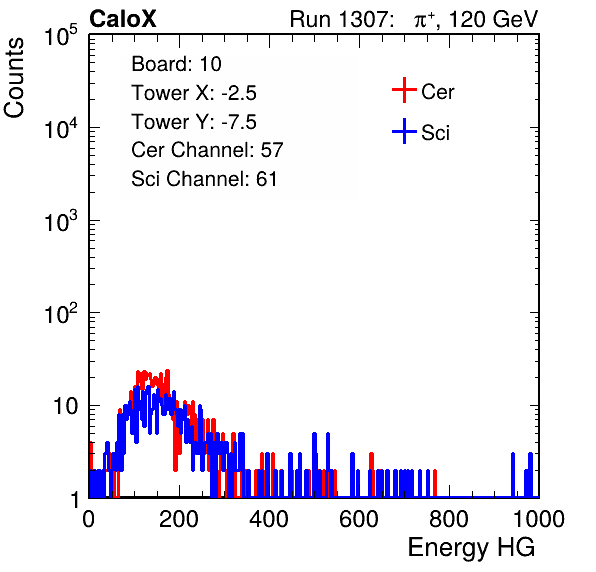 CaloX Run 1307: π⁺, 120 GeV
Counts
Board: 10
Tower X: -2.5
Tower Y: -7.5
Cer Channel: 57
Sci Channel: 61
Cer
Sci
10⁵
10⁴
10³
10²
10
1
0 200 400 600 800 1000
Energy HG